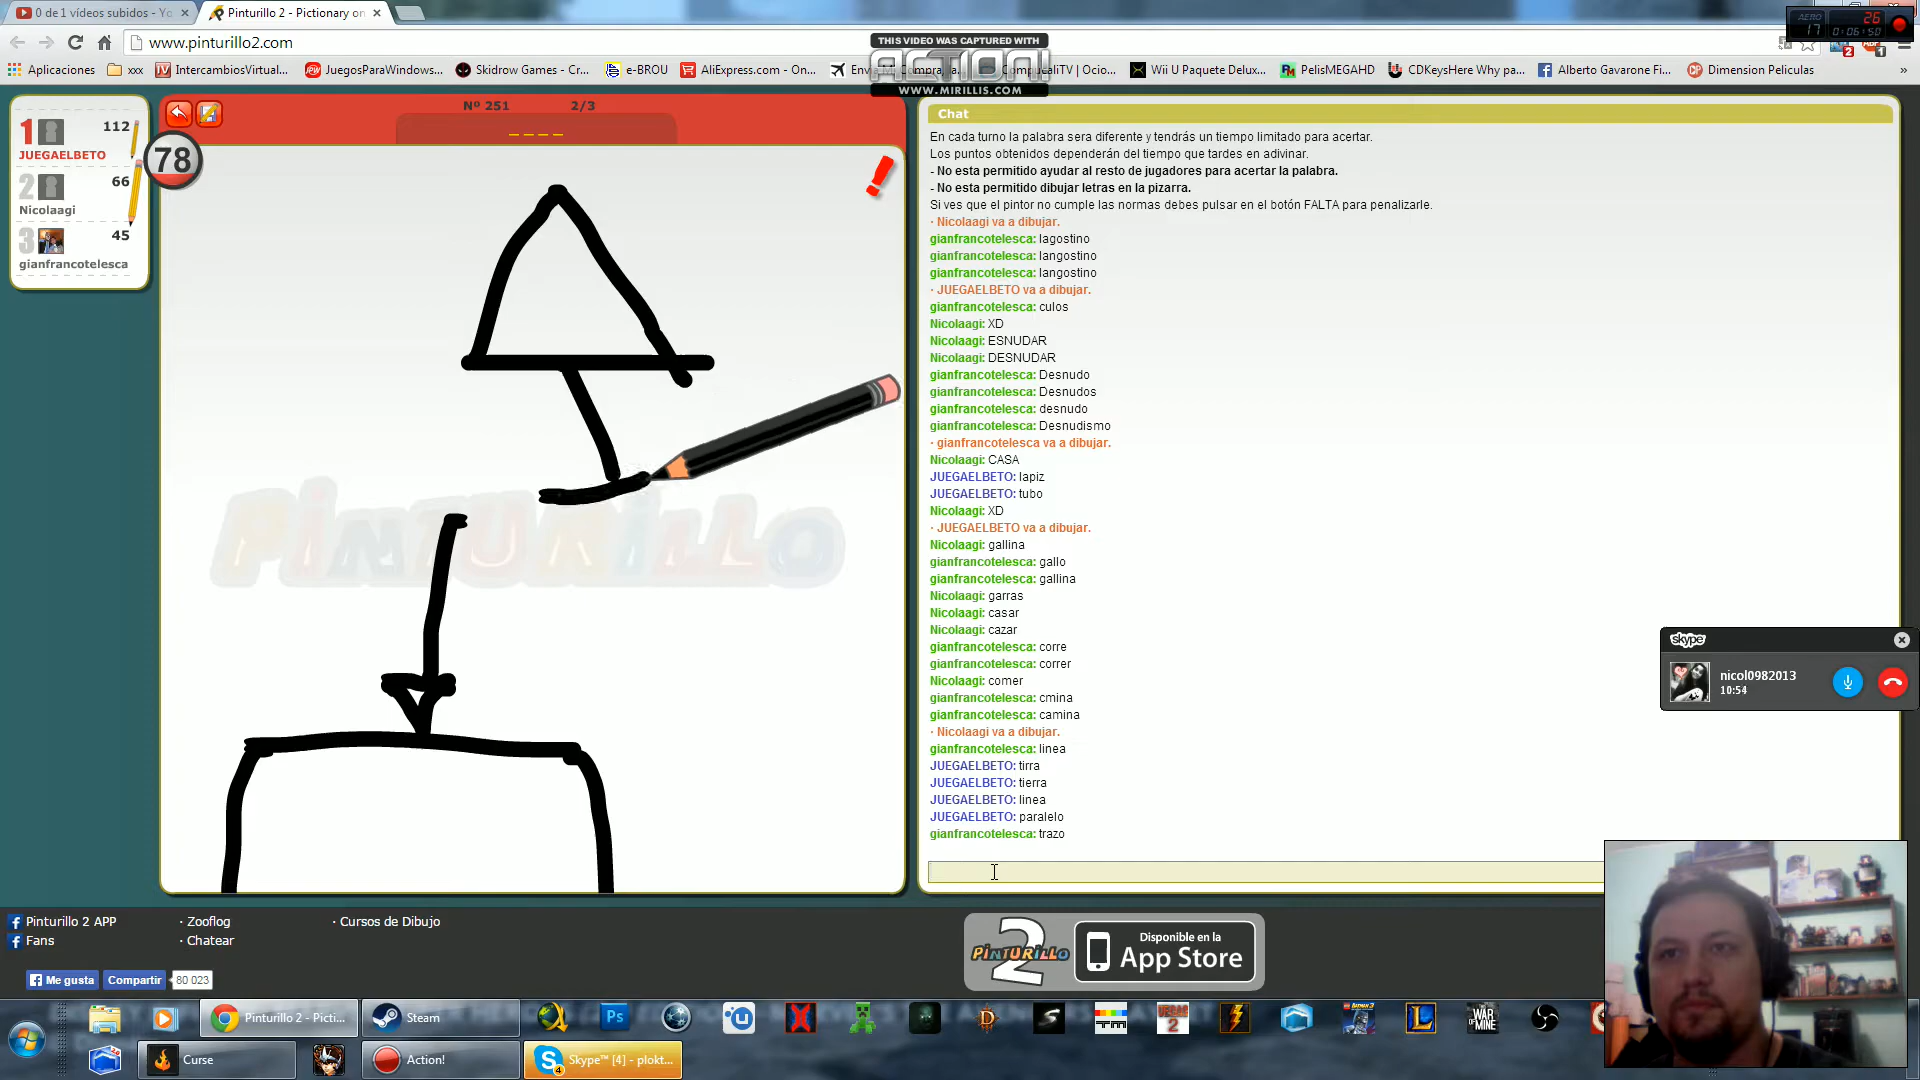 0 de 1 vídeos subidos - Yo
Pinturillo 2 - Pictionary on
www.pinturillo2.com
THIS VIDEO WAS CAPTURED WITH
ACTION!
WWW.MIRILLIS.COM
AERO
17
26
0:06:50
Aplicaciones
xxx
IntercambiosVirtual...
JuegosParaWindows...
Skidrow Games - Cr...
e-BROU
AliExpress.com - On...
CompucaliTV | Ocio...
Wii U Paquete Delux...
PelisMEGAHD
CDKeysHere Why pa...
Alberto Gavarone Fi...
Dimension Peliculas
»
1
112
JUEGAELBETO
2
66
Nicolaagi
3
45
gianfrancotelesca
78
Nº 251
2/3
_ _ _ _
PINTURILLO
Chat
En cada turno la palabra sera diferente y tendrás un tiempo limitado para acertar.
Los puntos obtenidos dependerán del tiempo que tardes en adivinar.
- No esta permitido ayudar al resto de jugadores para acertar la palabra.
- No esta permitido dibujar letras en la pizarra.
Si ves que el pintor no cumple las normas debes pulsar en el botón FALTA para penalizarle.
· Nicolaagi va a dibujar.
gianfrancotelesca: lagostino
gianfrancotelesca: langostino
gianfrancotelesca: langostino
· JUEGAELBETO va a dibujar.
gianfrancotelesca: culos
Nicolaagi: XD
Nicolaagi: ESNUDAR
Nicolaagi: DESNUDAR
gianfrancotelesca: Desnudo
gianfrancotelesca: Desnudos
gianfrancotelesca: desnudo
gianfrancotelesca: Desnudismo
· gianfrancotelesca va a dibujar.
Nicolaagi: CASA
JUEGAELBETO: lapiz
JUEGAELBETO: tubo
Nicolaagi: XD
· JUEGAELBETO va a dibujar.
Nicolaagi: gallina
gianfrancotelesca: gallo
gianfrancotelesca: gallina
Nicolaagi: garras
Nicolaagi: casar
Nicolaagi: cazar
gianfrancotelesca: corre
gianfrancotelesca: correr
Nicolaagi: comer
gianfrancotelesca: cmina
gianfrancotelesca: camina
· Nicolaagi va a dibujar.
gianfrancotelesca: linea
JUEGAELBETO: tirra
JUEGAELBETO: tierra
JUEGAELBETO: linea
JUEGAELBETO: paralelo
gianfrancotelesca: trazo
skype
nicol0982013
10:54
Pinturillo 2 APP
· Zooflog
· Cursos de Dibujo
Fans
· Chatear
Me gusta
Compartir
80 023
PINTURILLO
2
Disponible en la
App Store
Pinturillo 2 - Picti...
Steam
Curse
Action!
Skype™ [4] - plokt...